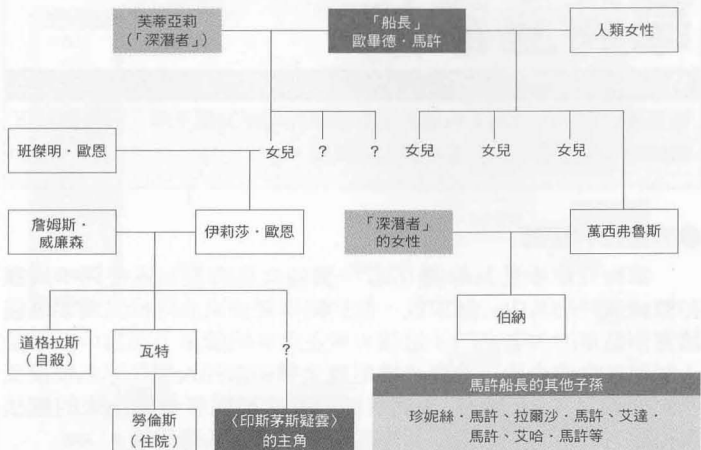 芙蒂亞莉
（「深潛者」）
「船長」
歐畢德・馬許
人類女性
班傑明・歐恩
女兒
？
？
女兒
女兒
女兒
詹姆斯・
威廉森
伊莉莎・歐恩
「深潛者」
的女性
萬西弗魯斯
道格拉斯
（自殺）
瓦特
？
伯納
勞倫斯
（住院）
〈印斯茅斯疑雲〉
的主角
馬許船長的其他子孫
珍妮絲・馬許、拉爾沙・馬許、艾達・
馬許、艾哈・馬許等